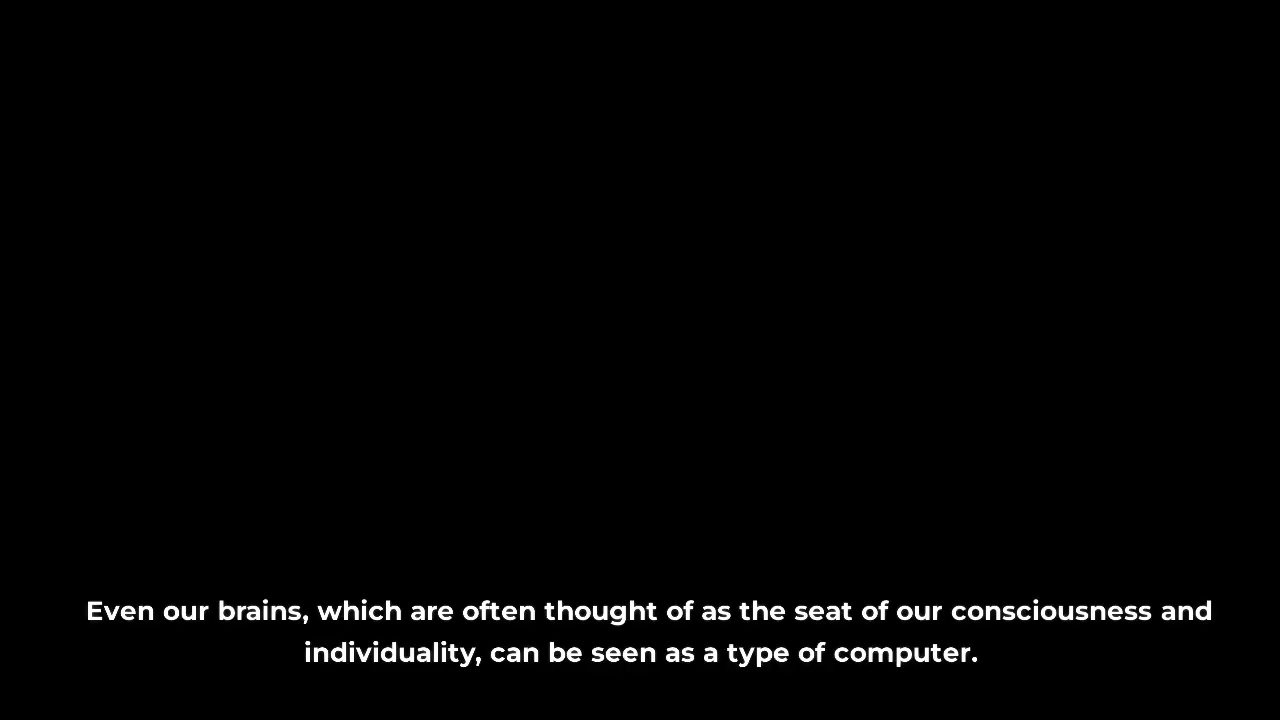 Even our brains, which are often thought of as the seat of our consciousness and
individuality, can be seen as a type of computer.